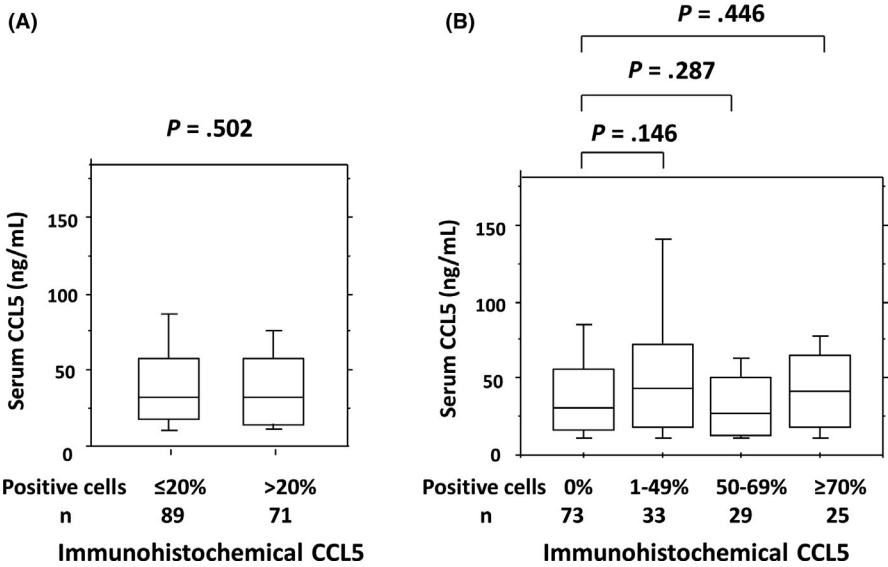 (A)
P = .502
Serum CCL5 (ng/mL)
150
100
50
0
Positive cells ≤20% >20%
n 89 71
Immunohistochemical CCL5
(B)
P = .446
P = .287
P = .146
Serum CCL5 (ng/mL)
150
100
50
0
Positive cells 0% 1-49% 50-69% ≥70%
n 73 33 29 25
Immunohistochemical CCL5